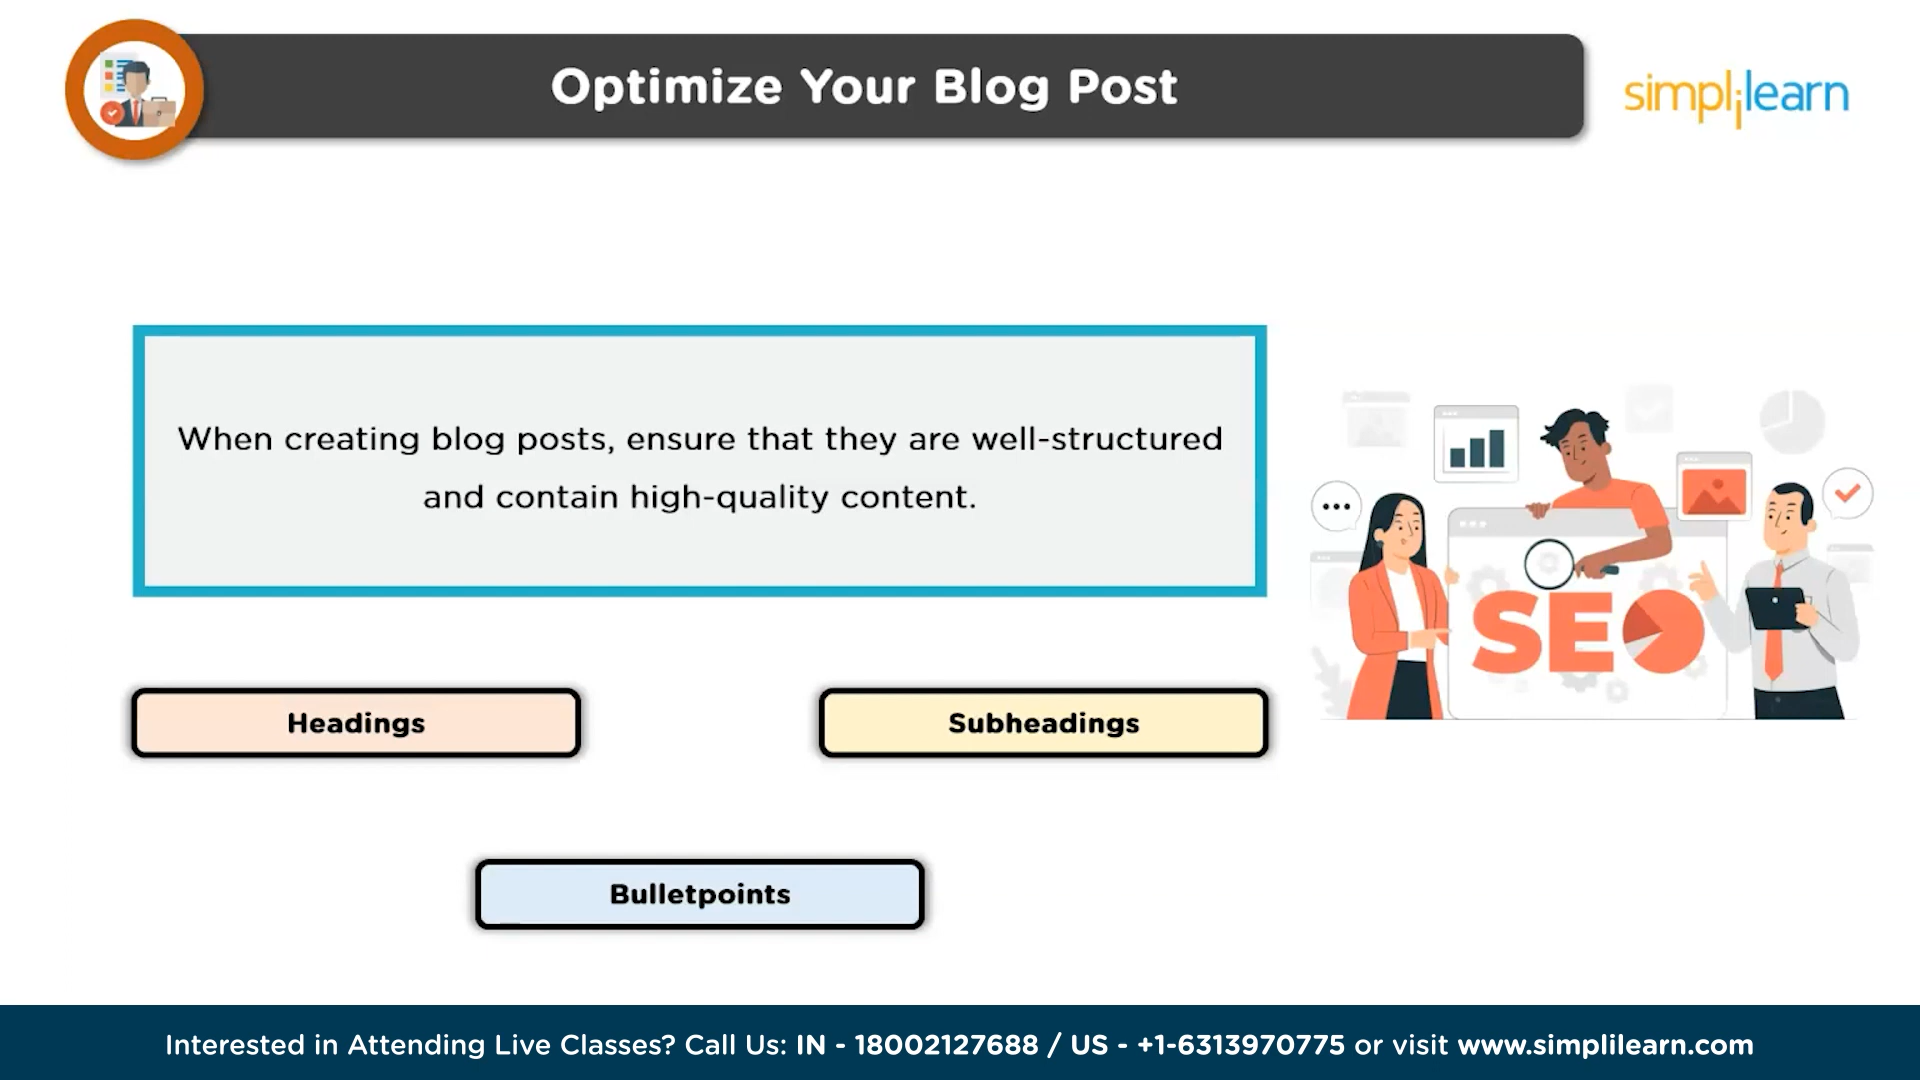 Optimize Your Blog Post
simplilearn
When creating blog posts, ensure that they are well-structured
and contain high-quality content.
SEO
Headings
Subheadings
Bulletpoints
Interested in Attending Live Classes? Call Us: IN - 18002127688 / US - +1-6313970775 or visit www.simplilearn.com